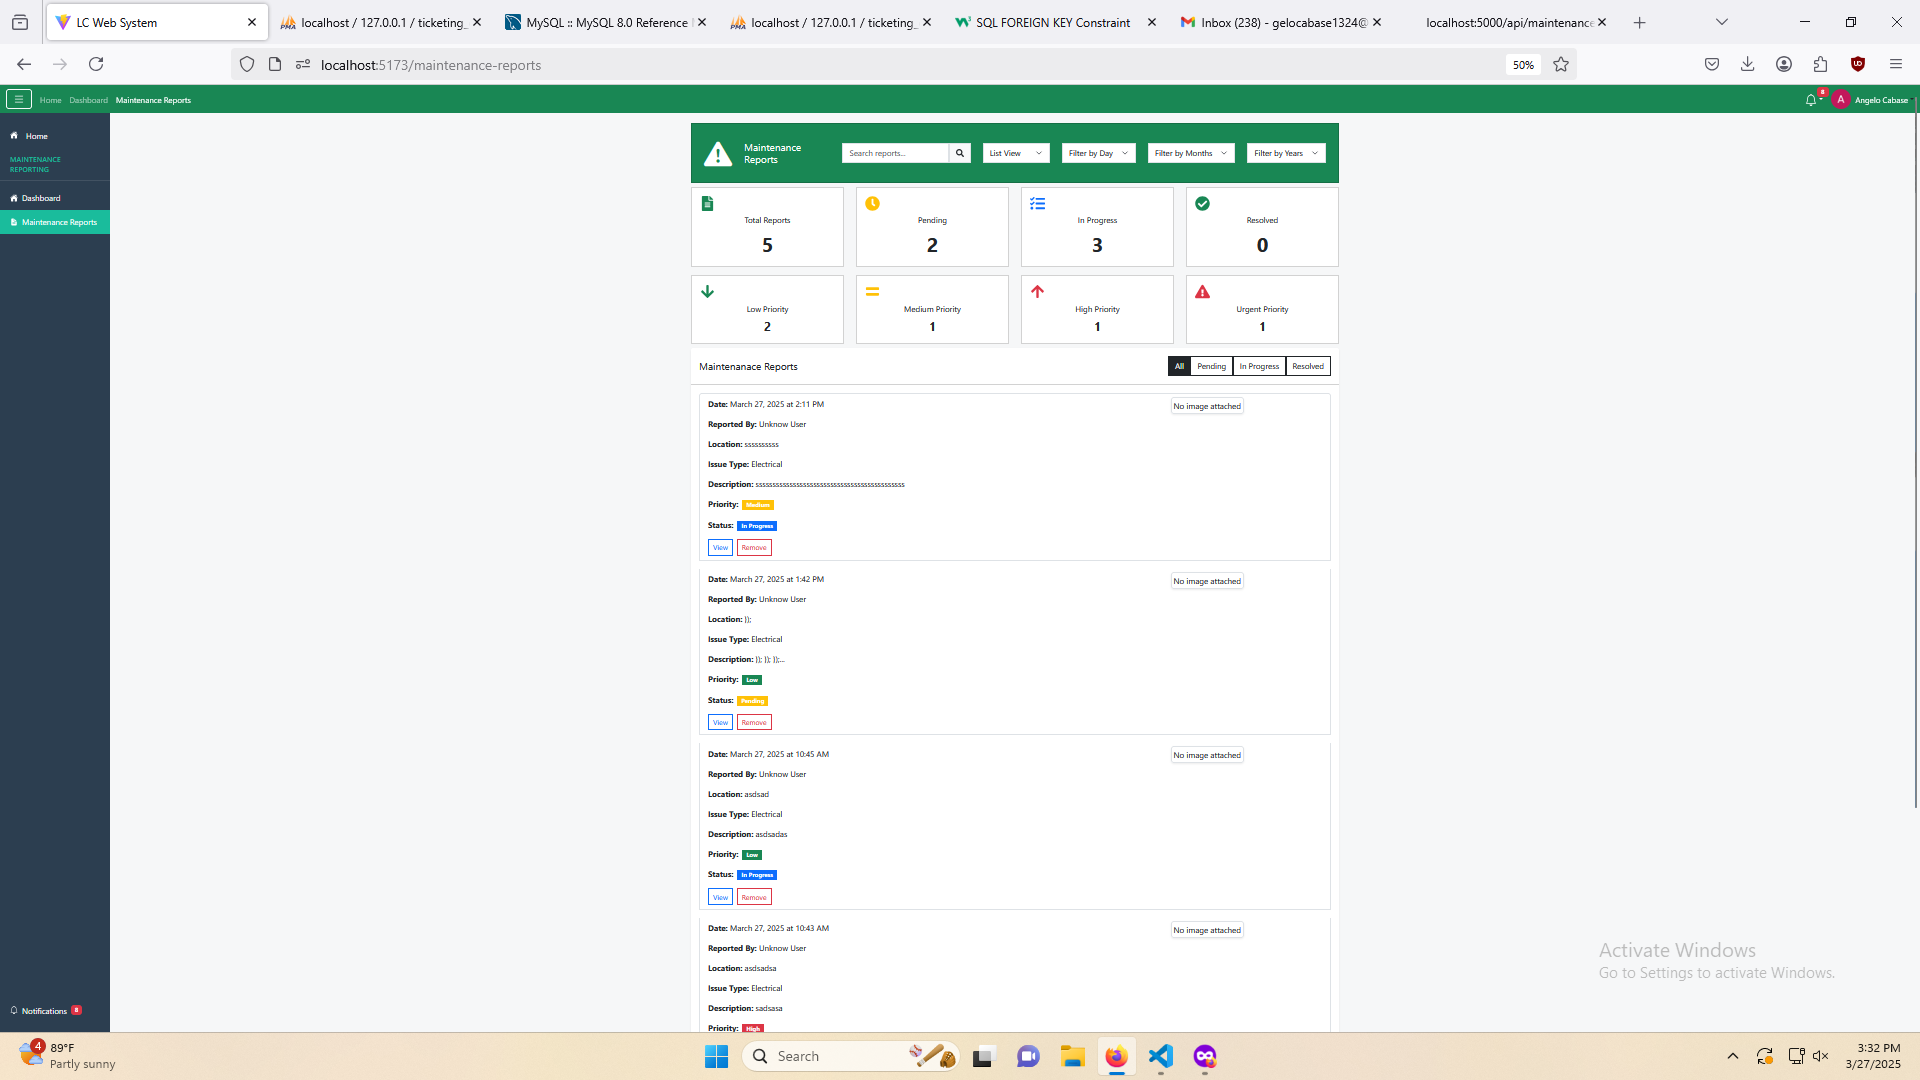 LC Web System
localhost / 127.0.0.1 / ticketing_
MySQL :: MySQL 8.0 Reference
localhost / 127.0.0.1 / ticketing_
SQL FOREIGN KEY Constraint
Inbox (238) - gelocabase1324@
localhost:5000/api/maintenance
localhost:5173/maintenance-reports
50%
Home
Dashboard
Maintenance Reports
8
A
Angelo Cabase
Home
MAINTENANCE
REPORTING
Dashboard
Maintenance Reports
Notifications 8
Maintenance
Reports
Search reports...
List View
Filter by Day
Filter by Months
Filter by Years
Total Reports
5
Pending
2
In Progress
3
Resolved
0
Low Priority
2
Medium Priority
1
High Priority
1
Urgent Priority
1
Maintenanace Reports
All
Pending
In Progress
Resolved
Date: March 27, 2025 at 2:11 PM
No image attached
Reported By: Unknow User
Location: ssssssssss
Issue Type: Electrical
Priority: Medium
Status: In Progress
View Remove
Date: March 27, 2025 at 1:42 PM
No image attached
Reported By: Unknow User
Location: });
Issue Type: Electrical
Description: }); }); });...
Priority: Low
Status: Pending
View Remove
Date: March 27, 2025 at 10:45 AM
No image attached
Reported By: Unknow User
Location: asdsad
Issue Type: Electrical
Description: asdsadas
Priority: Low
Status: In Progress
View Remove
Date: March 27, 2025 at 10:43 AM
No image attached
Reported By: Unknow User
Location: asdsadsa
Issue Type: Electrical
Description: sadsasa
Priority: High
Activate Windows
Go to Settings to activate Windows.
4
89°F
Partly sunny
Search
3:32 PM
3/27/2025